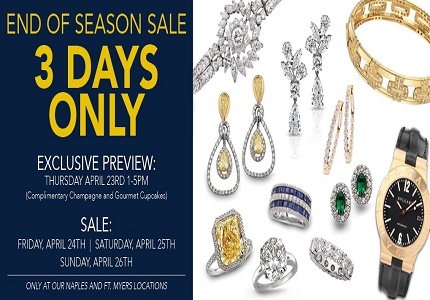 END OF SEASON SALE
3 DAYS
ONLY
EXCLUSIVE PREVIEW:
THURSDAY APRIL 23RD 1-5PM
(Complimentary Champagne and Gourmet Cupcakes)
SALE:
FRIDAY, APRIL 24TH | SATURDAY, APRIL 25TH
SUNDAY, APRIL 26TH
ONLY AT OUR NAPLES AND FT. MYERS LOCATIONS